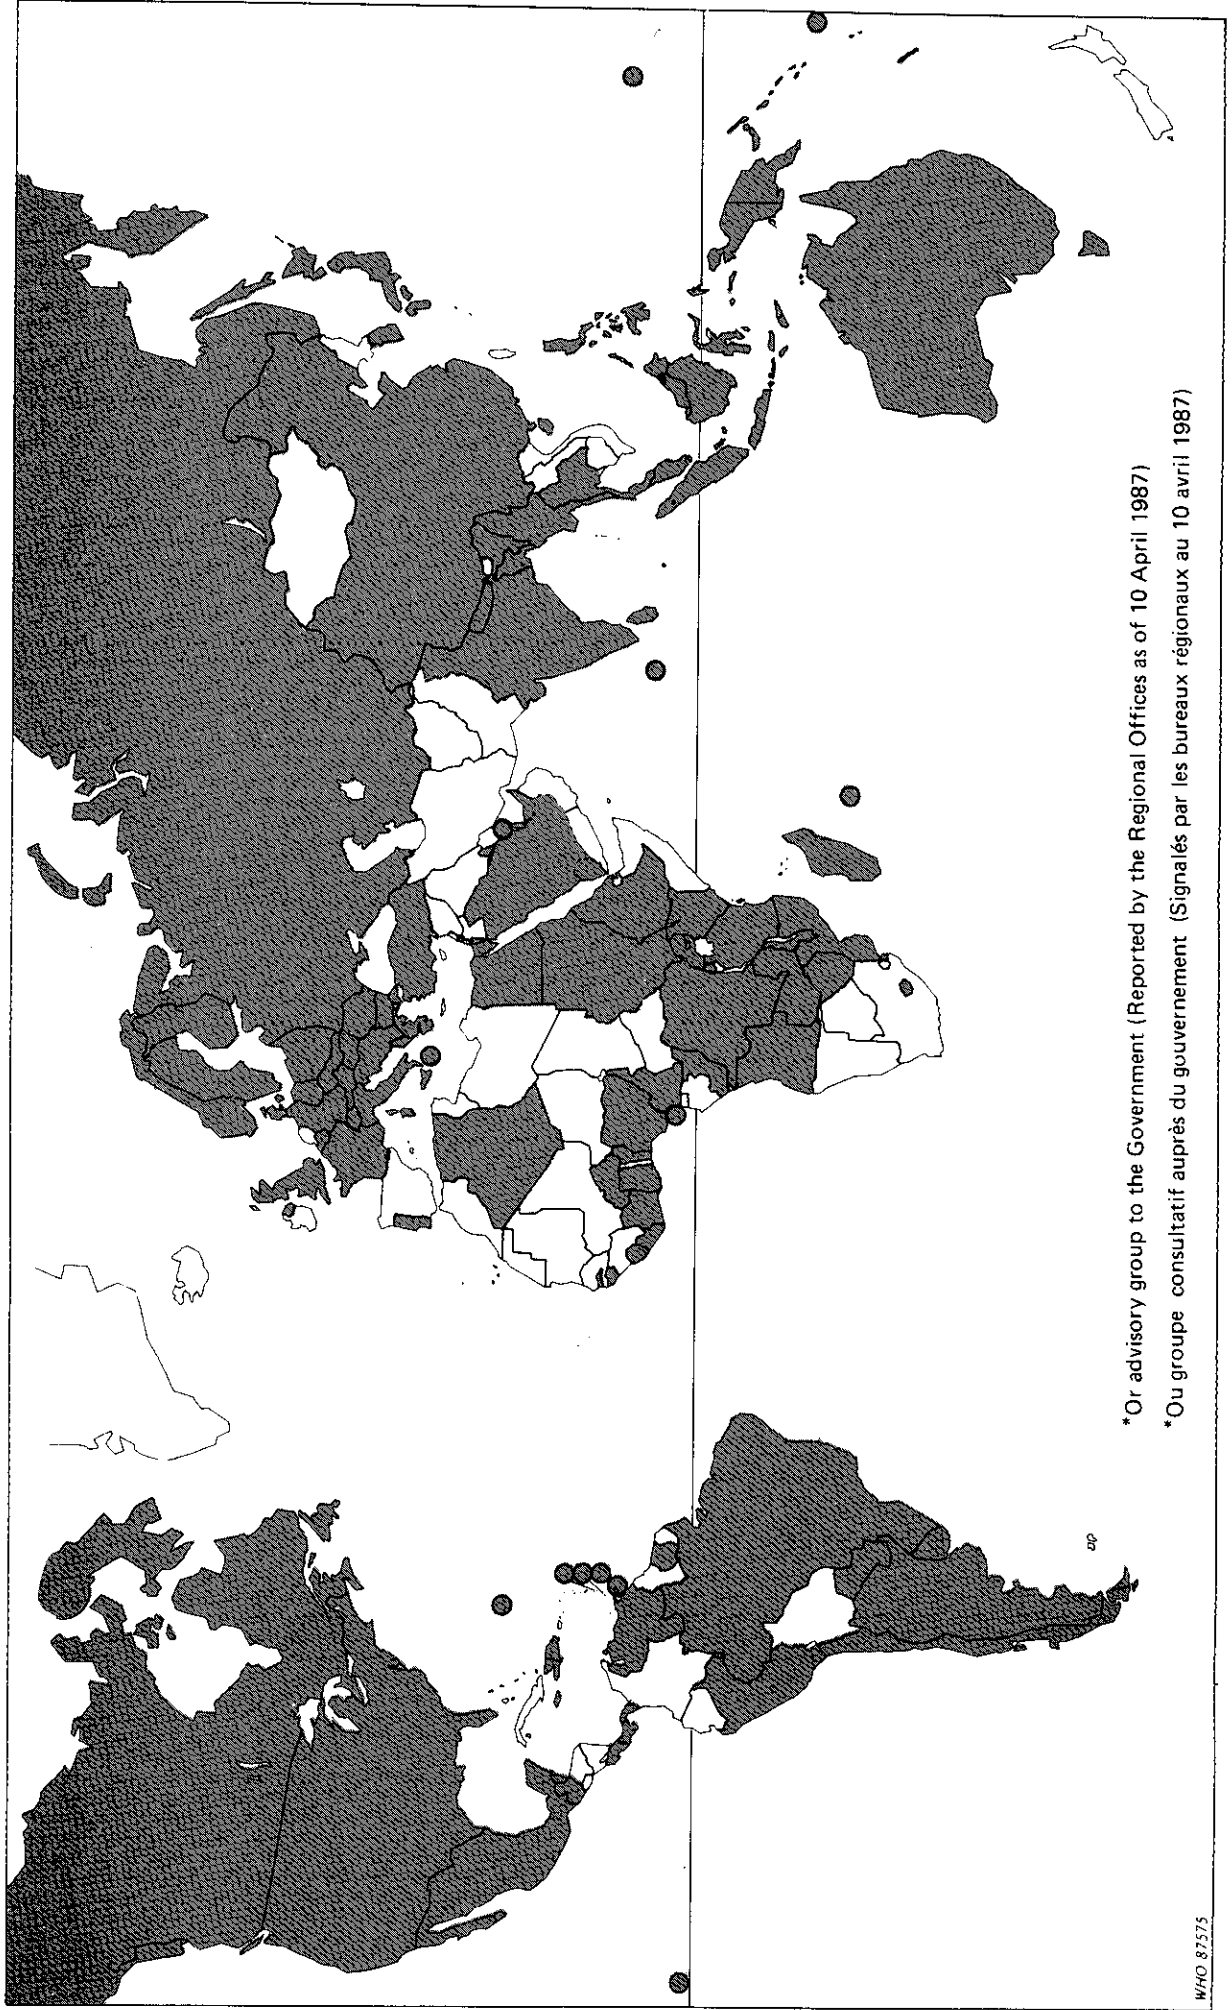 *Or advisory group to the Government (Reported by the Regional Offices as of 10 April 1987)
*Ou groupe consultatif auprès du gouvernement (Signalés par les bureaux régionaux au 10 avril 1987)
WHO 87575